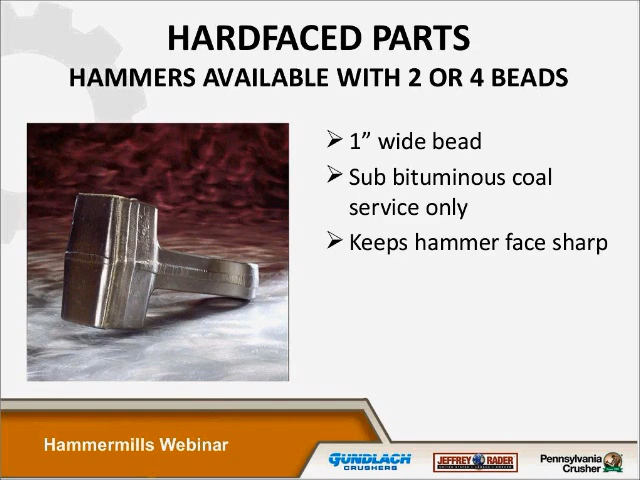 HARDFACED PARTS
HAMMERS AVAILABLE WITH 2 OR 4 BEADS
➢ 1” wide bead
➢ Sub bituminous coal
service only
➢ Keeps hammer face sharp
Hammermills Webinar
GUNDLACH
CRUSHERS
JEFFREY RADER
Pennsylvania
Crusher